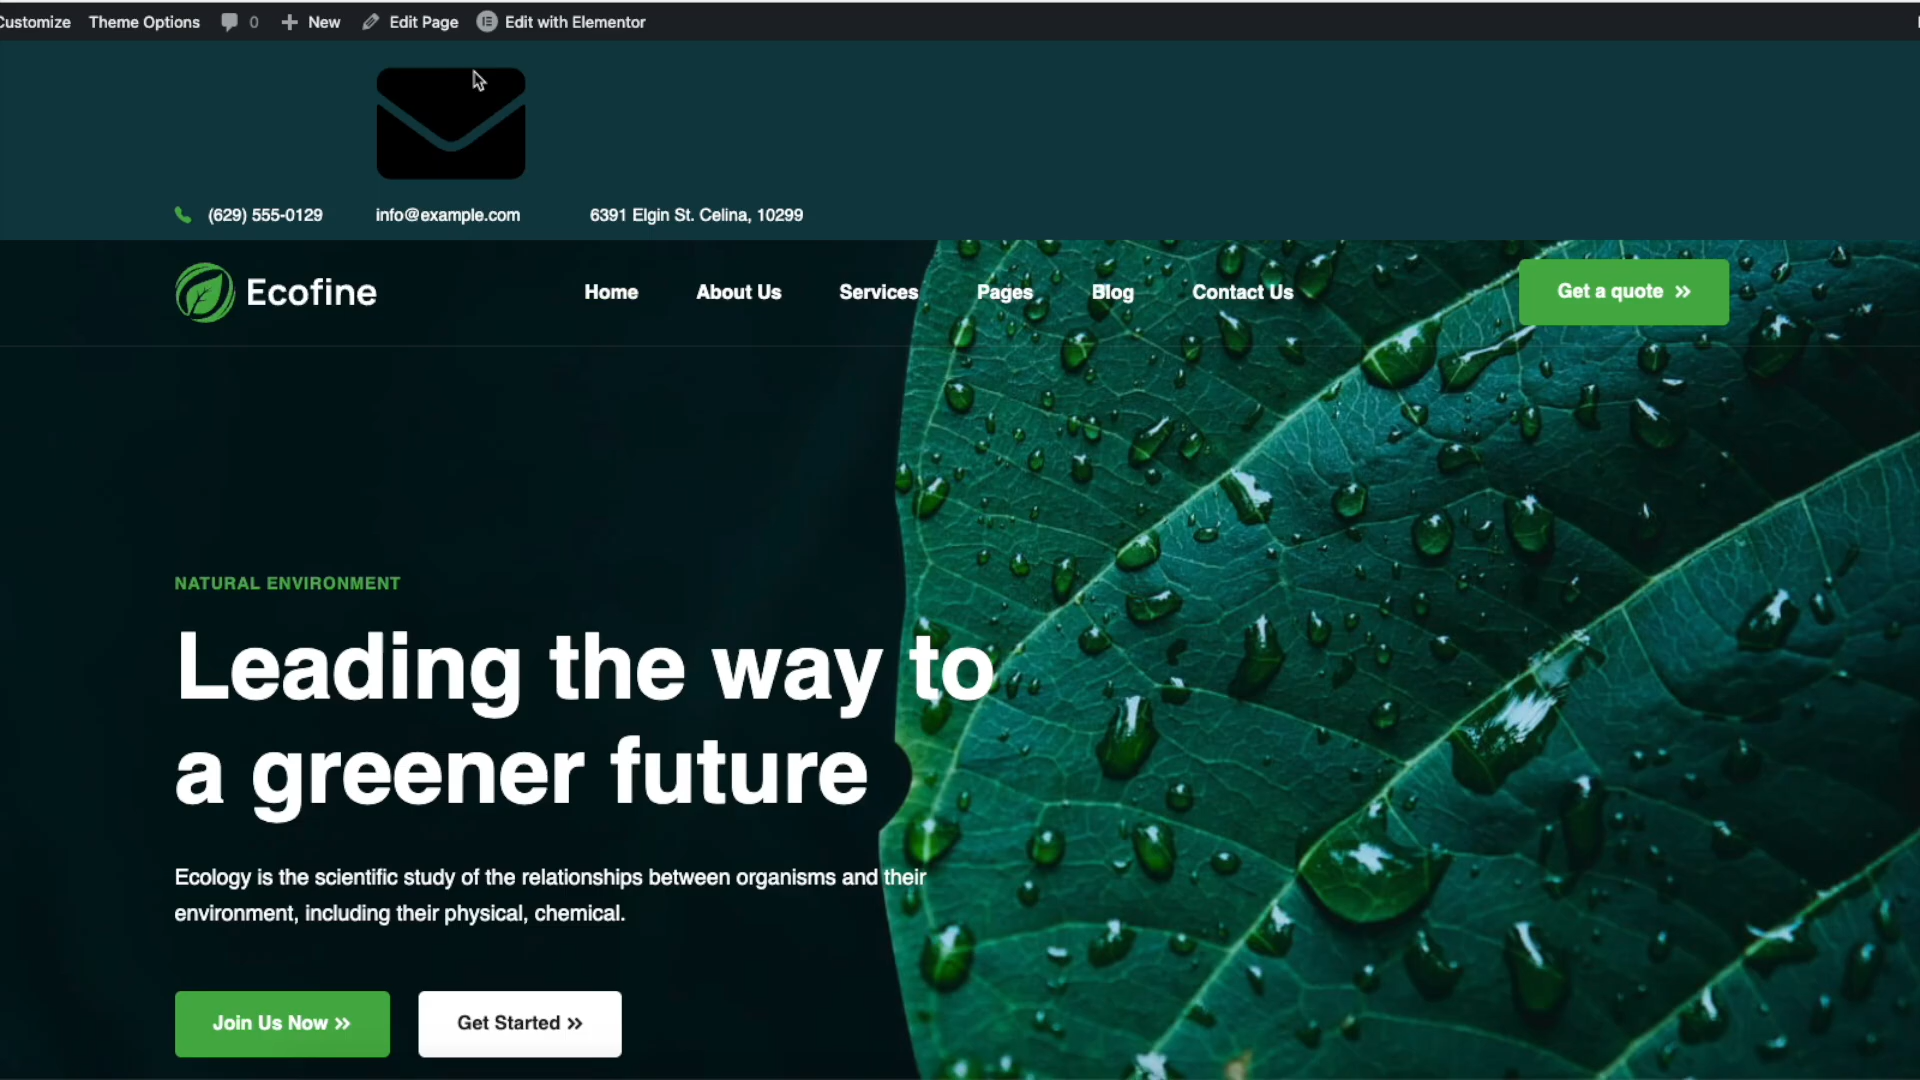 Customize Theme Options 0 New Edit Page Edit with Elementor
(629) 555-0129 info@example.com 6391 Elgin St. Celina, 10299
Ecofine Home About Us Services Pages Blog Contact Us Get a quote »
NATURAL ENVIRONMENT
Leading the way to
a greener future
Ecology is the scientific study of the relationships between organisms and their
environment, including their physical, chemical.
Join Us Now » Get Started »